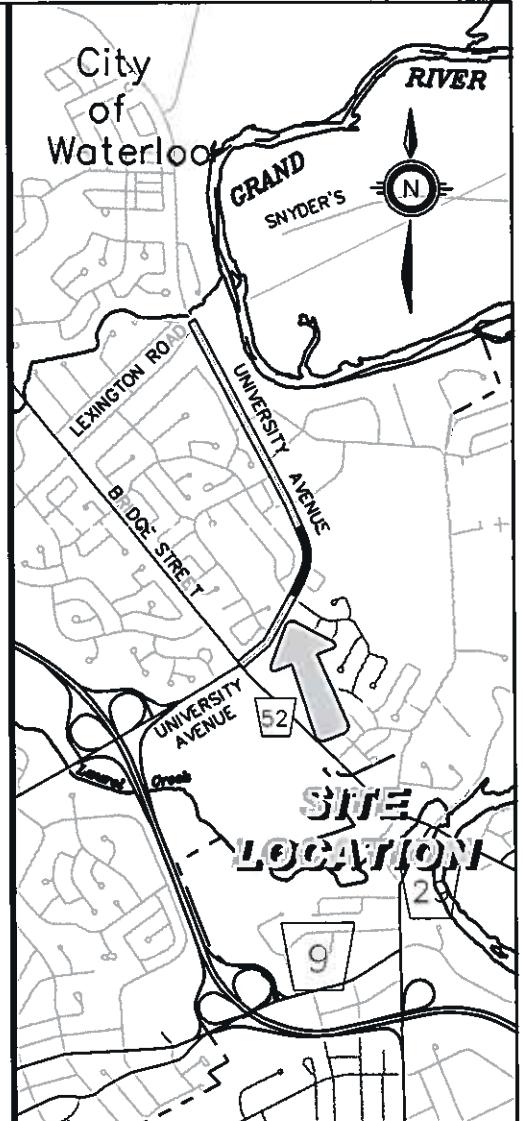 City
of
Waterloo
RIVER
GRAND
SNYDER'S
N
LEXINGTON ROAD
UNIVERSITY
AVENUE
BRIDGE STREET
UNIVERSITY
AVENUE
52
Laurel Creek
SITE
LOCATION
9